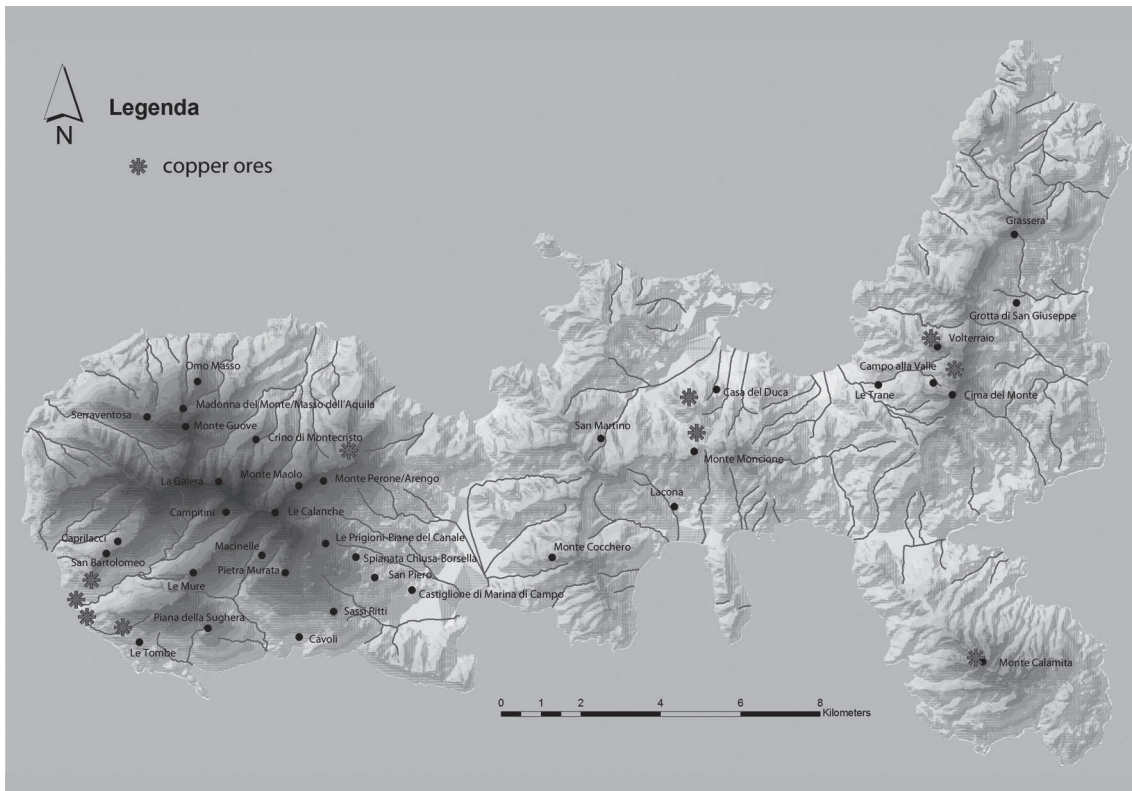 Legenda
N
copper ores
Grassera
Grotta di San Giuseppe
Volterraio
Campo alla Valle
Le Trane
Cima del Monte
Omo Masso
Madonna del Monte/Masso dell'Aquila
Serraventosa
Monte Guove
Casa del Duca
San Martino
Crino di Montecristo
Monte Moncione
Monte Maolo
Monte Perone/Arengo
La Galera
Lacona
Campitini
Le Calanche
Caprilacci
Le Prigioni-Piane del Canale
Macinelle
Spianata Chiusa-Borsella
Monte Cocchero
San Bartolomeo
Pietra Murata
San Piero
Le Mure
Castiglione di Marina di Campo
Piana della Sughera
Sassi Ritti
Cavoli
Le Tombe
Monte Calamita
0 1 2 4 6 8
Kilometers